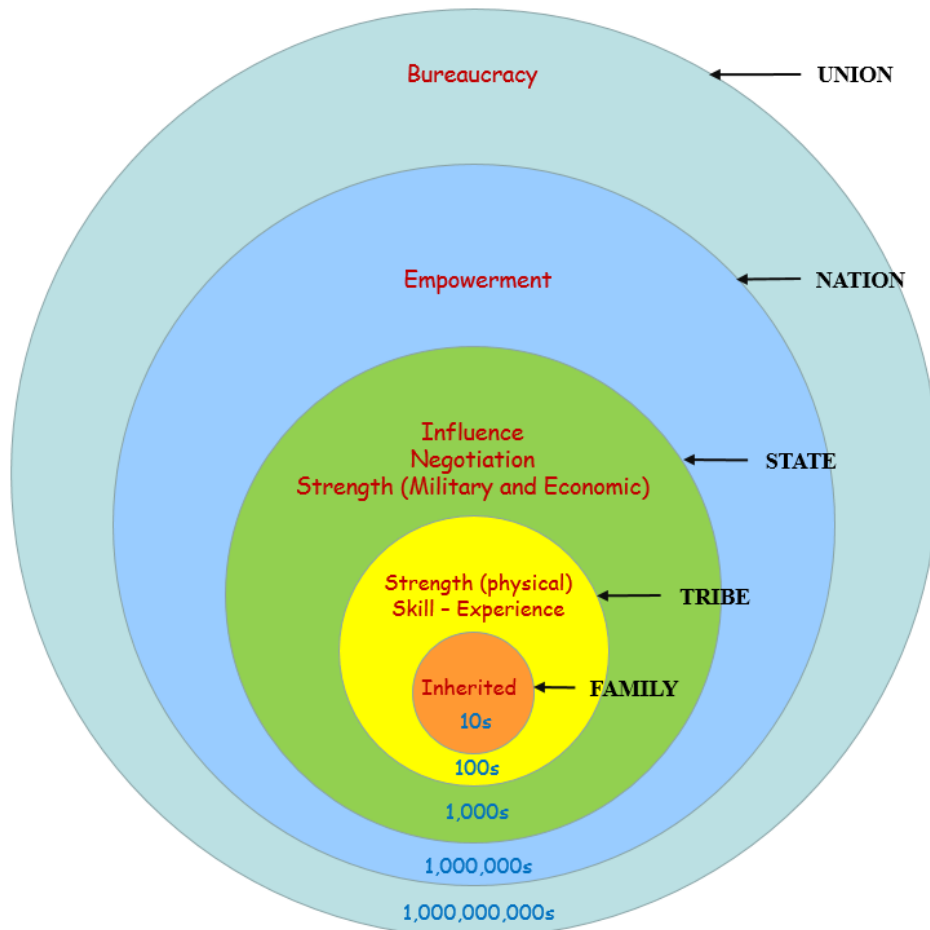 Bureaucracy
UNION
Empowerment
NATION
Influence
Negotiation
Strength (Military and Economic)
STATE
Strength (physical)
Skill – Experience
TRIBE
Inherited
FAMILY
10s
100s
1,000s
1,000,000s
1,000,000,000s